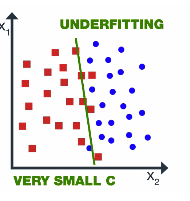 UNDERFITTING
X1
X2
VERY SMALL C